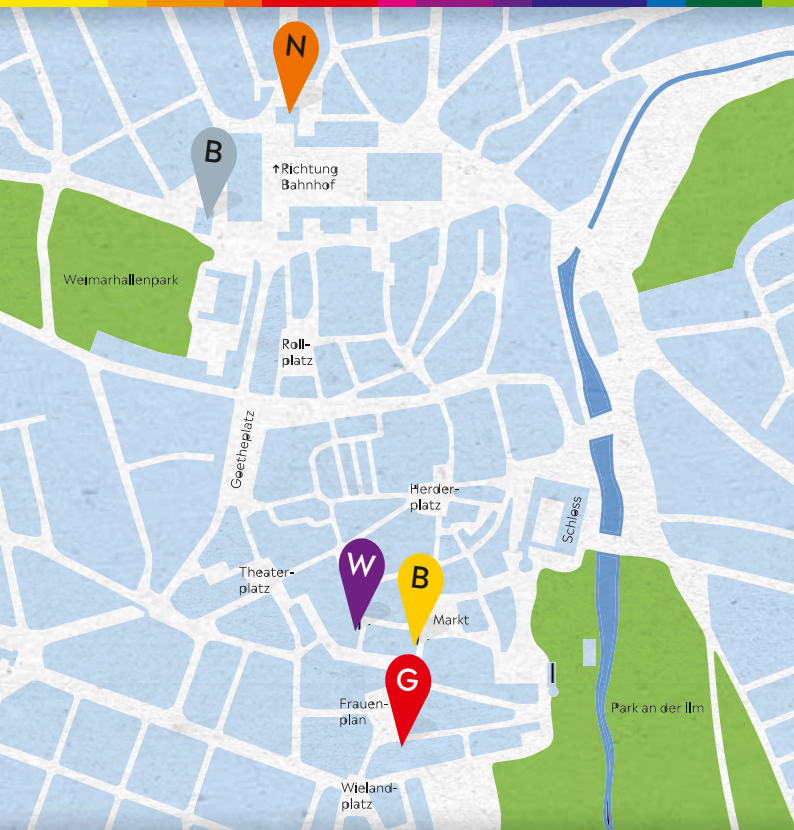 N
B
↑Richtung
Bahnhof
Weimarhallenpark
Roll-
platz
Goetheplatz
Herder-
platz
Schloss
W
B
Theater-
platz
Markt
G
Frauen-
plan
Park an der Ilm
Wieland-
platz